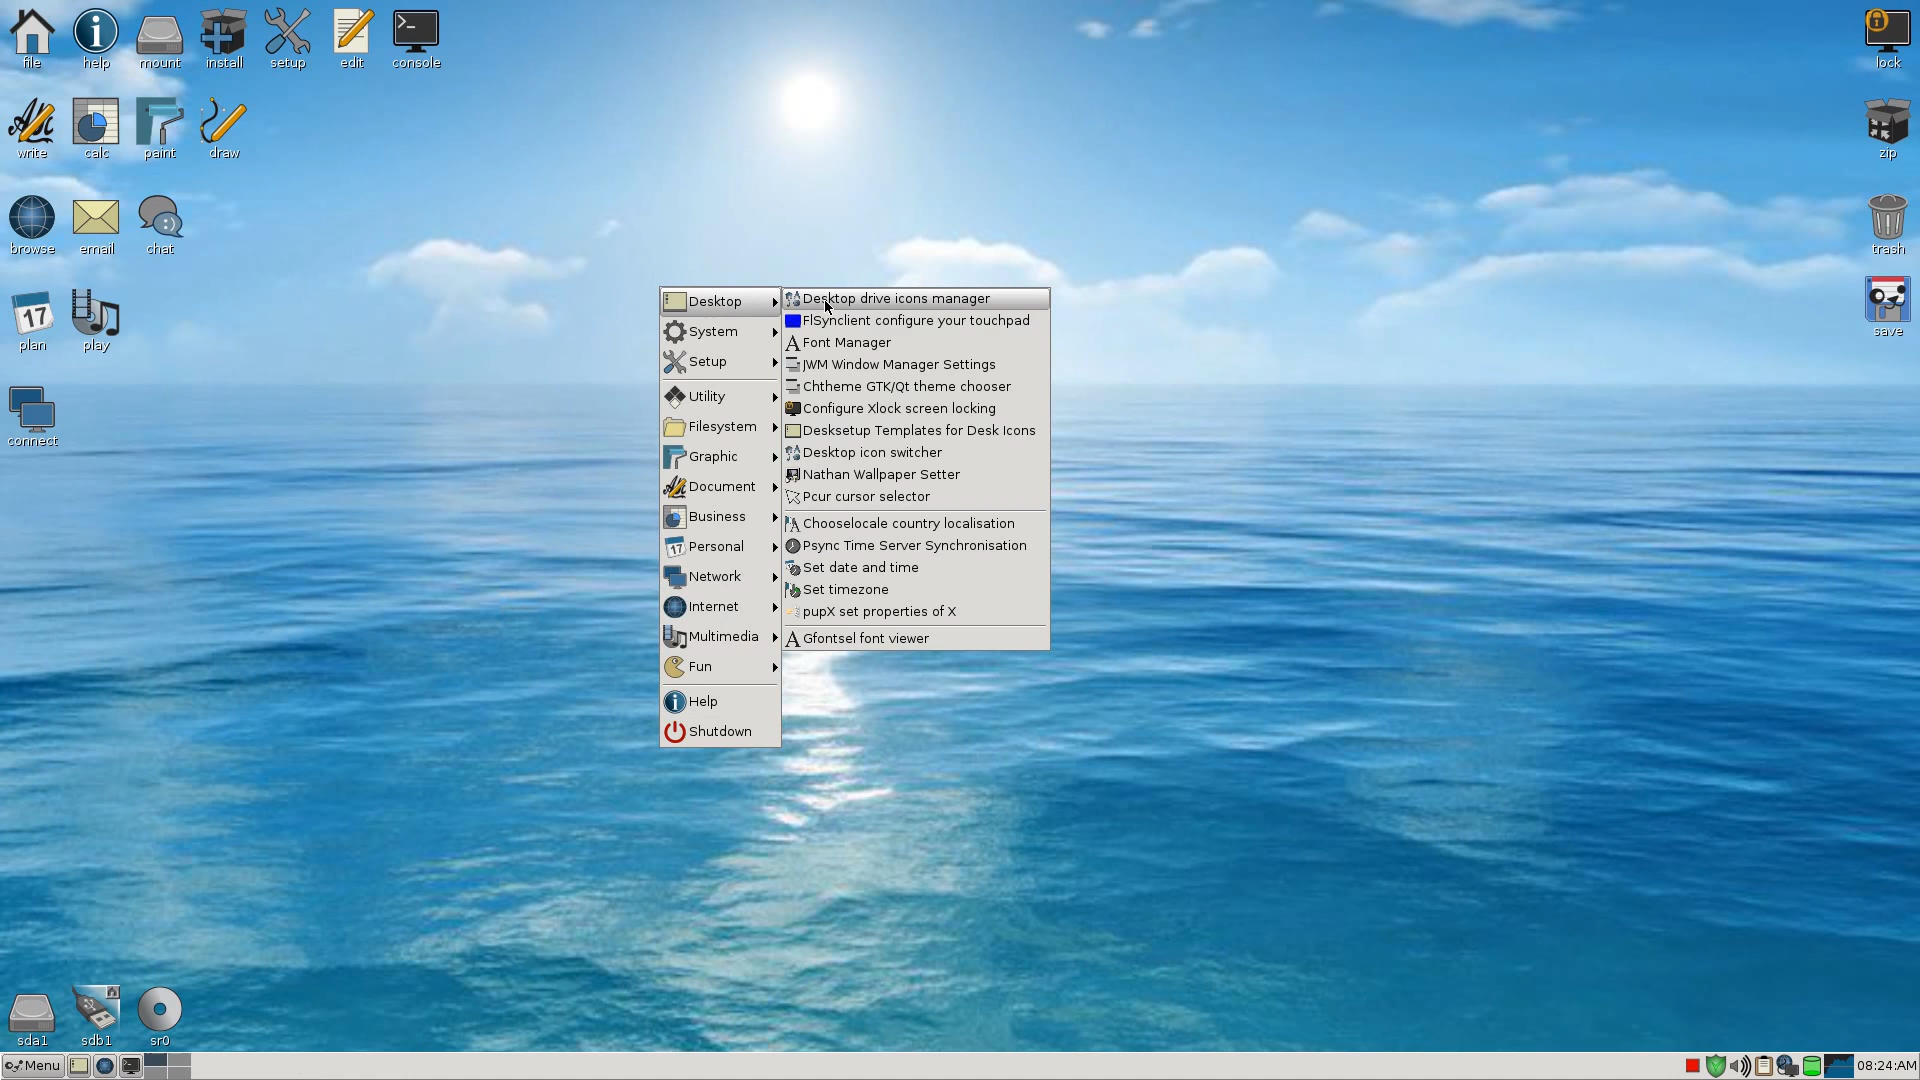 file
help
mount
install
setup
edit
console
lock
write
calc
paint
draw
zip
browse
email
chat
trash
plan
play
save
connect
Desktop
System
Setup
Utility
Filesystem
Graphic
Document
Business
Personal
Network
Internet
Multimedia
Fun
Help
Shutdown
Desktop drive icons manager
FlSynclient configure your touchpad
Font Manager
JWM Window Manager Settings
Chtheme GTK/Qt theme chooser
Configure Xlock screen locking
Desksetup Templates for Desk Icons
Desktop icon switcher
Nathan Wallpaper Setter
Pcur cursor selector
Chooselocale country localisation
Psync Time Server Synchronisation
Set date and time
Set timezone
pupX set properties of X
Gfontsel font viewer
sda1
sdb1
sr0
Menu
08:24:AM